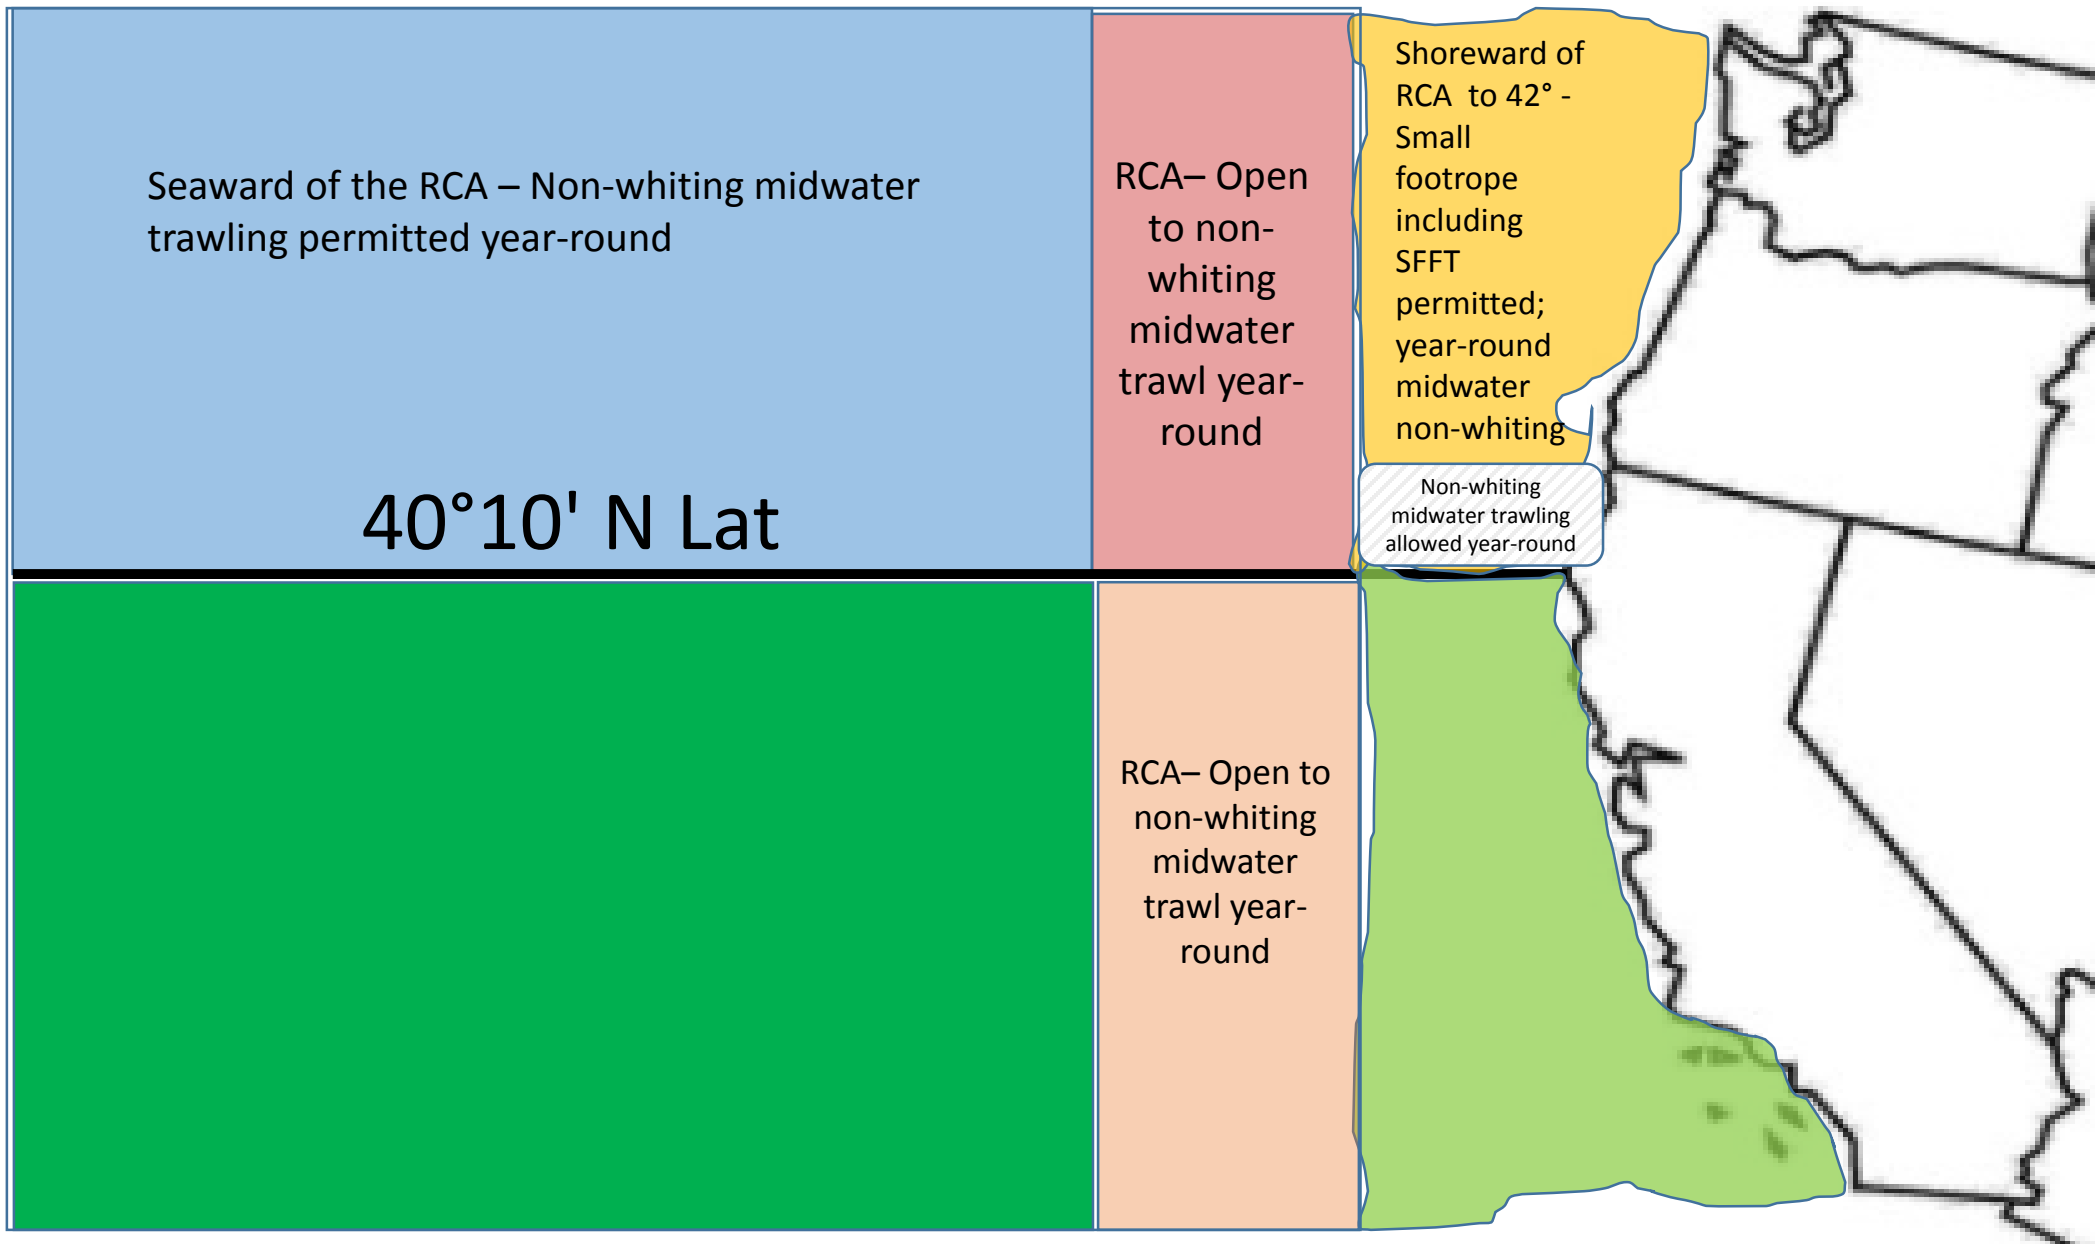 Seaward of the RCA – Non-whiting midwater
trawling permitted year-round
40°10' N Lat
RCA– Open
to non-
whiting
midwater
trawl year-
round
Shoreward of
RCA to 42° -
Small
footrope
including
SFFT
permitted;
year-round
midwater
non-whiting
Non-whiting
midwater trawling
allowed year-round
RCA– Open to
non-whiting
midwater
trawl year-
round